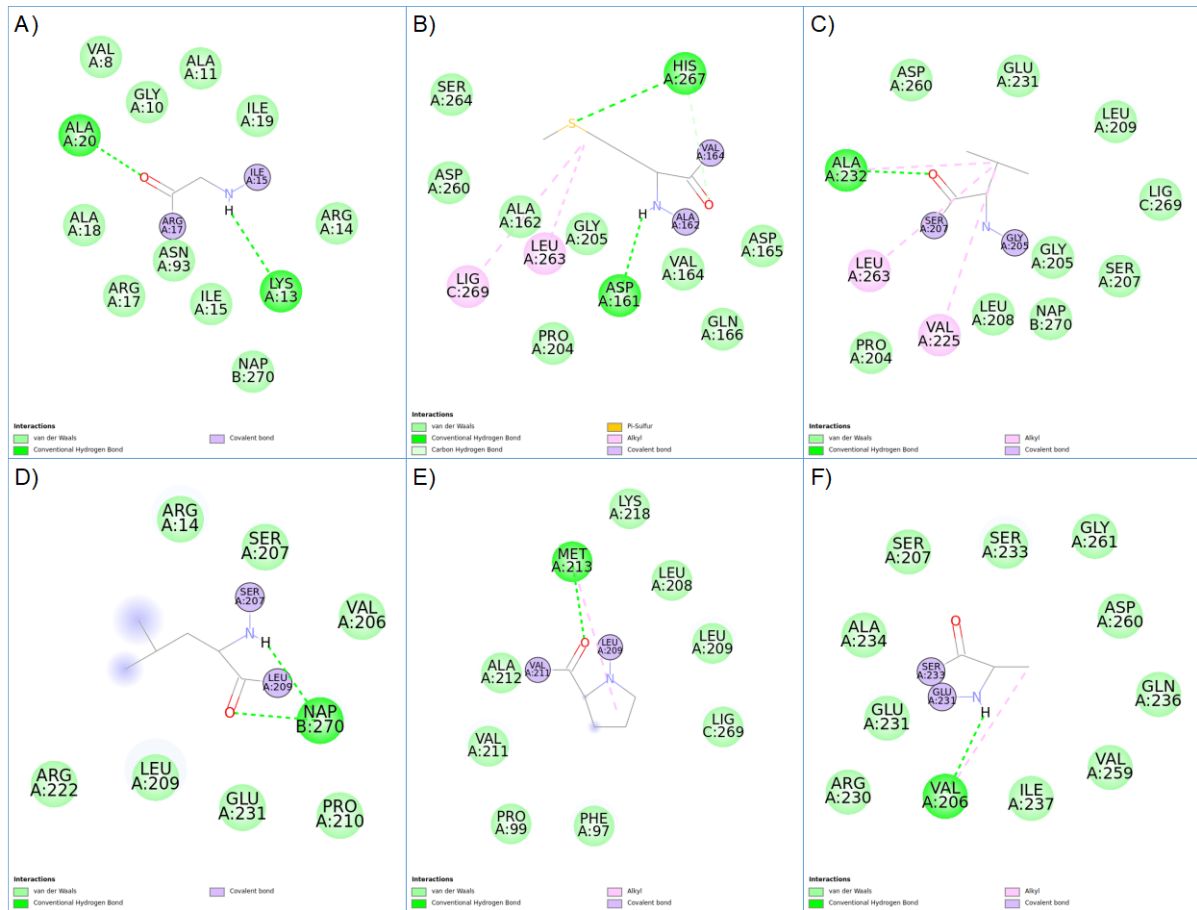 A)
VAL
A:8
ALA
A:11
GLY
A:10
ILE
A:19
ALA
A:20
O
ILE
A:15
N
H
ARG
A:17
ALA
A:18
ARG
A:14
ASN
A:93
ARG
A:17
ILE
A:15
LYS
A:13
NAP
B:270
Interactions
van der Waals
Conventional Hydrogen Bond
Covalent bond
B)
HIS
A:267
SER
A:264
S
VAL
A:164
ASP
A:260
O
N
H
ALA
A:162
ALA
A:162
GLY
A:205
LEU
A:263
ASP
A:165
VAL
A:164
LIG
C:269
ASP
A:161
GLN
A:166
PRO
A:204
Interactions
van der Waals
Conventional Hydrogen Bond
Carbon Hydrogen Bond
Pi-Sulfur
Alkyl
Covalent bond
C)
ASP
A:260
GLU
A:231
LEU
A:209
ALA
A:232
O
LIG
C:269
SER
A:207
N
GLY
A:205
GLY
A:205
LEU
A:263
SER
A:207
LEU
A:208
NAP
B:270
VAL
A:225
PRO
A:204
Interactions
van der Waals
Conventional Hydrogen Bond
Alkyl
Covalent bond
D)
ARG
A:14
SER
A:207
SER
A:207
VAL
A:206
N
H
LEU
A:209
O
NAP
B:270
ARG
A:222
LEU
A:209
GLU
A:231
PRO
A:210
Interactions
van der Waals
Conventional Hydrogen Bond
Covalent bond
E)
LYS
A:218
MET
A:213
LEU
A:208
O
LEU
A:209
LEU
A:209
VAL
A:211
ALA
A:212
N
LIG
C:269
VAL
A:211
PRO
A:99
PHE
A:97
Interactions
van der Waals
Conventional Hydrogen Bond
Alkyl
Covalent bond
F)
SER
A:207
SER
A:233
GLY
A:261
ALA
A:234
O
ASP
A:260
SER
A:233
GLU
A:231
N
H
GLN
A:236
GLU
A:231
VAL
A:259
ARG
A:230
VAL
A:206
ILE
A:237
Interactions
van der Waals
Conventional Hydrogen Bond
Alkyl
Covalent bond